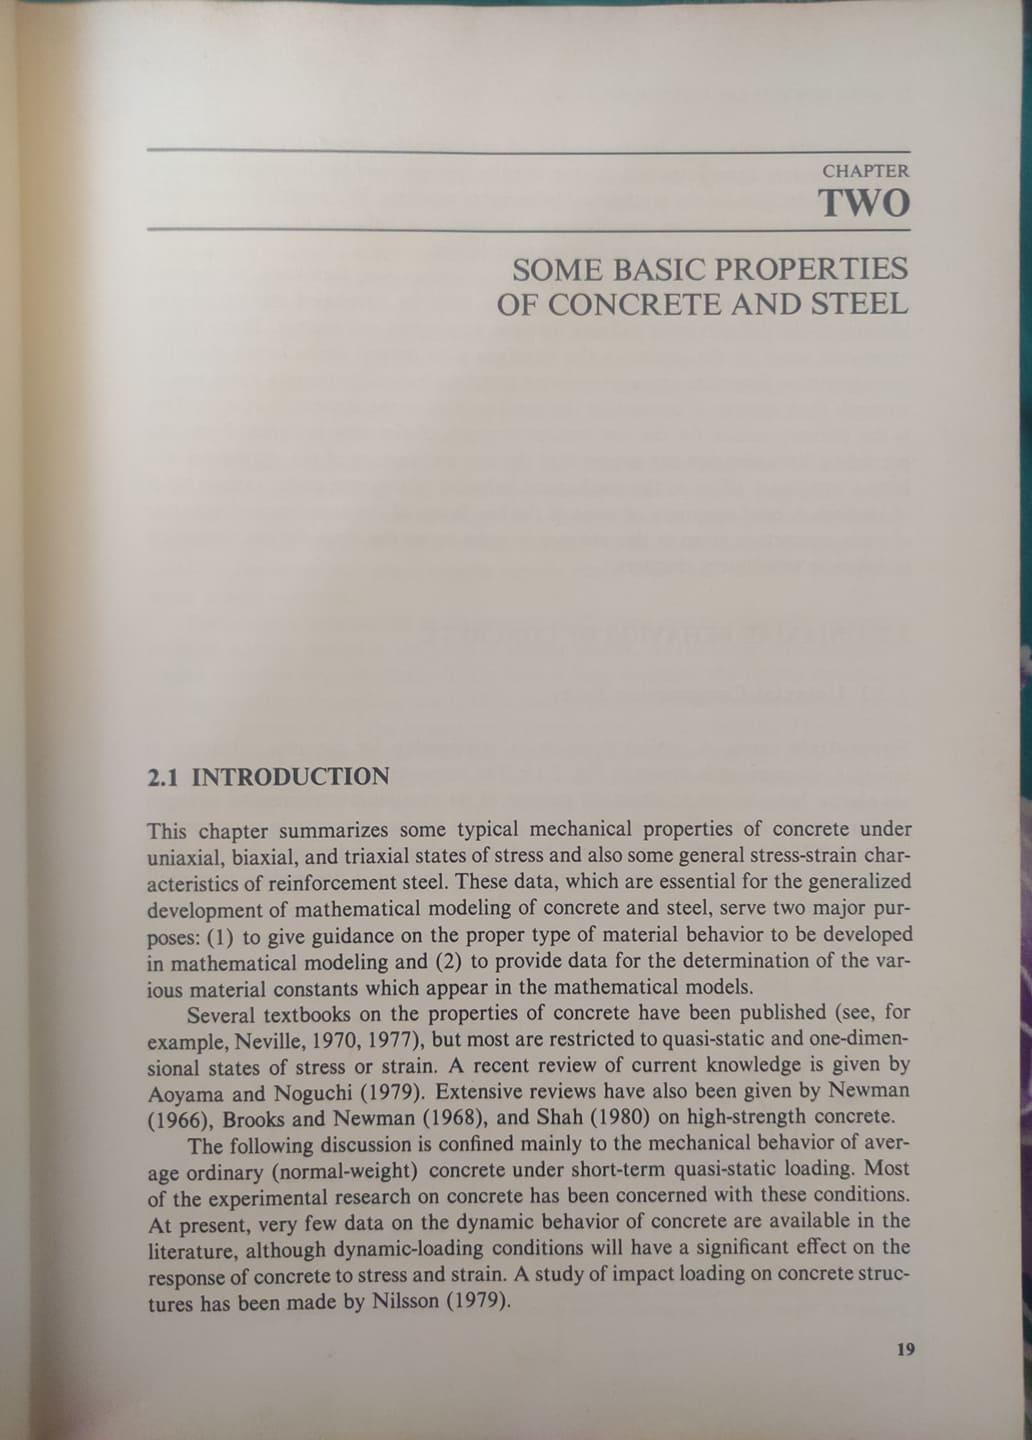 CHAPTER
TWO
SOME BASIC PROPERTIES
OF CONCRETE AND STEEL
2.1 INTRODUCTION
This chapter summarizes some typical mechanical properties of concrete under
uniaxial, biaxial, and triaxial states of stress and also some general stress-strain char-
acteristics of reinforcement steel. These data, which are essential for the generalized
development of mathematical modeling of concrete and steel, serve two major pur-
poses: (1) to give guidance on the proper type of material behavior to be developed
in mathematical modeling and (2) to provide data for the determination of the var-
ious material constants which appear in the mathematical models.
Several textbooks on the properties of concrete have been published (see, for
example, Neville, 1970, 1977), but most are restricted to quasi-static and one-dimen-
sional states of stress or strain. A recent review of current knowledge is given by
Aoyama and Noguchi (1979). Extensive reviews have also been given by Newman
(1966), Brooks and Newman (1968), and Shah (1980) on high-strength concrete.
The following discussion is confined mainly to the mechanical behavior of aver-
age ordinary (normal-weight) concrete under short-term quasi-static loading. Most
of the experimental research on concrete has been concerned with these conditions.
At present, very few data on the dynamic behavior of concrete are available in the
literature, although dynamic-loading conditions will have a significant effect on the
response of concrete to stress and strain. A study of impact loading on concrete struc-
tures has been made by Nilsson (1979).
19